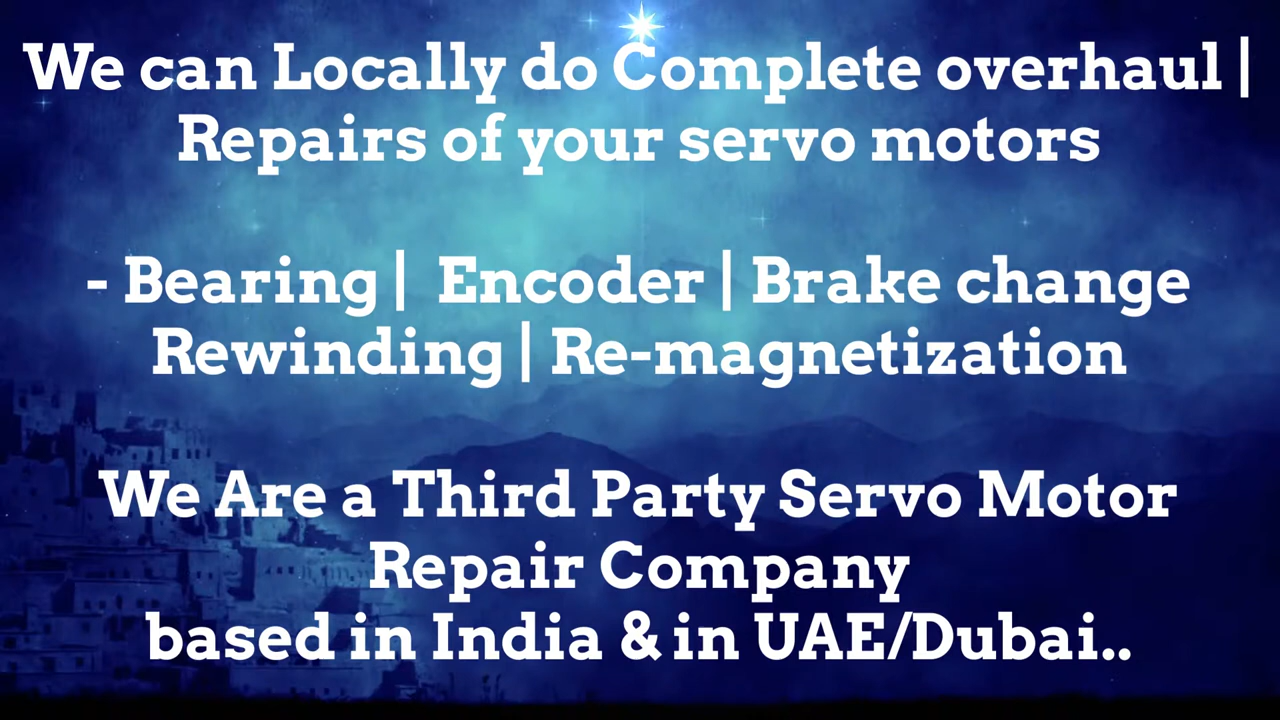 We can Locally do Complete overhaul |
Repairs of your servo motors
- Bearing | Encoder | Brake change
Rewinding | Re-magnetization
We Are a Third Party Servo Motor
Repair Company
based in India & in UAE/Dubai..